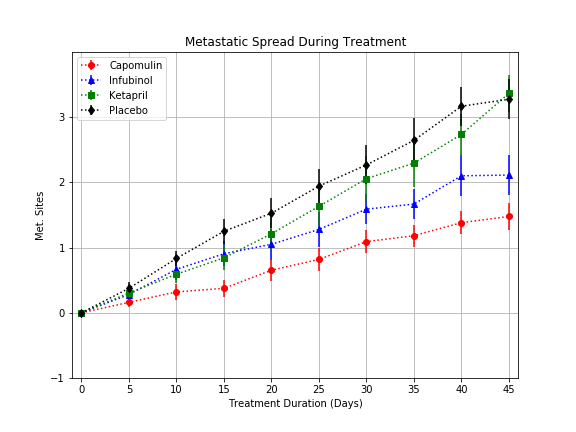 Metastatic Spread During Treatment
Capomulin
Infubinol
Ketapril
Placebo
3
2
1
0
−1
Met. Sites
0 5 10 15 20 25 30 35 40 45
Treatment Duration (Days)